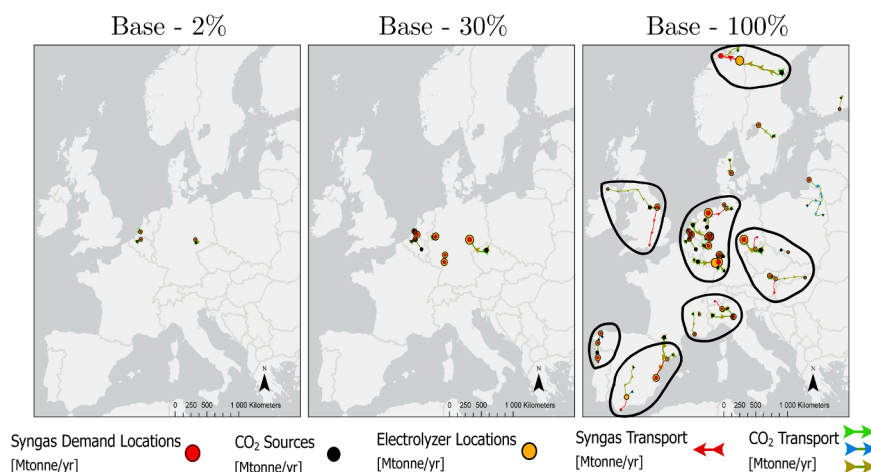 Base - 2% Base - 30% Base - 100%
N N N
0 250 500 1 000 Kilometers 0 250 500 1 000 Kilometers 0 250 500 1 000 Kilometers
Syngas Demand Locations CO₂ Sources Electrolyzer Locations Syngas Transport CO₂ Transport
[Mtonne/yr] [Mtonne/yr] [Mtonne/yr] [Mtonne/yr] [Mtonne/yr]